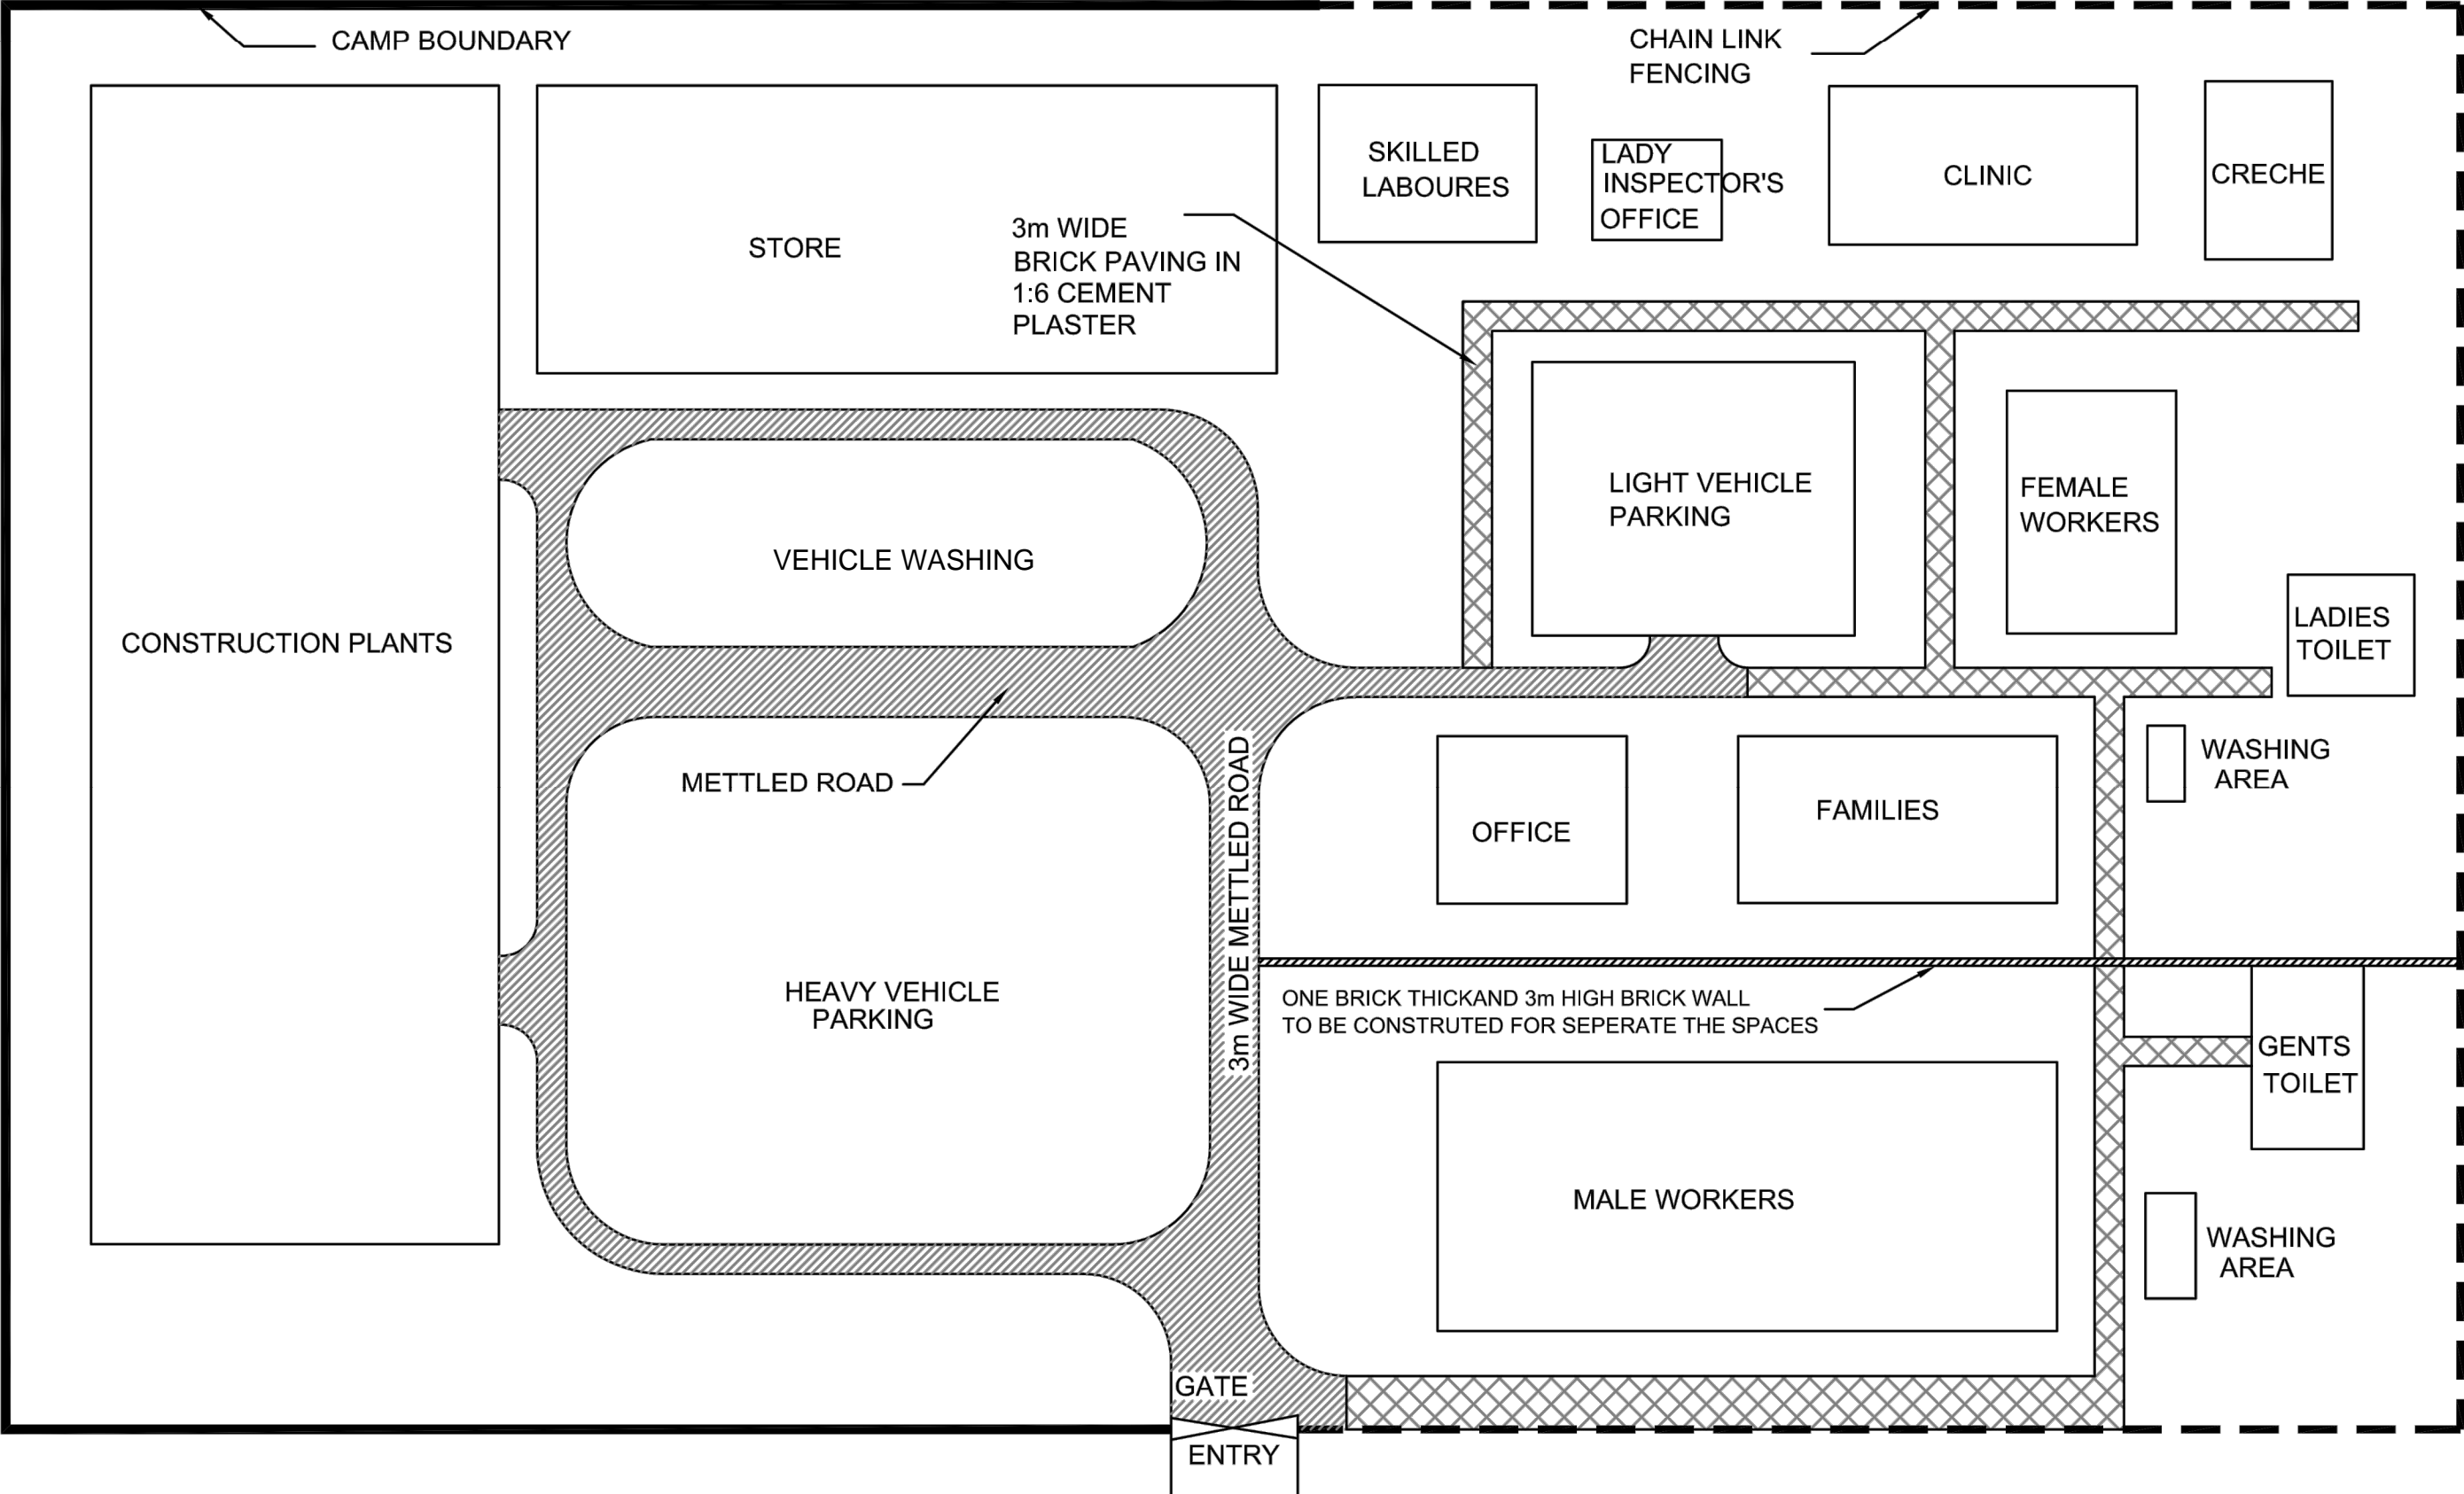 CAMP BOUNDARY
CHAIN LINK
FENCING
SKILLED
LABOURES
LADY
INSPECTOR'S
OFFICE
CLINIC
CRECHE
STORE
3m WIDE
BRICK PAVING IN
1:6 CEMENT
PLASTER
LIGHT VEHICLE
PARKING
FEMALE
WORKERS
VEHICLE WASHING
CONSTRUCTION PLANTS
LADIES
TOILET
METTLED ROAD
3m WIDE METTLED ROAD
OFFICE
FAMILIES
WASHING
AREA
HEAVY VEHICLE
PARKING
ONE BRICK THICKAND 3m HIGH BRICK WALL
TO BE CONSTRUTED FOR SEPERATE THE SPACES
GENTS
TOILET
MALE WORKERS
WASHING
AREA
GATE
ENTRY